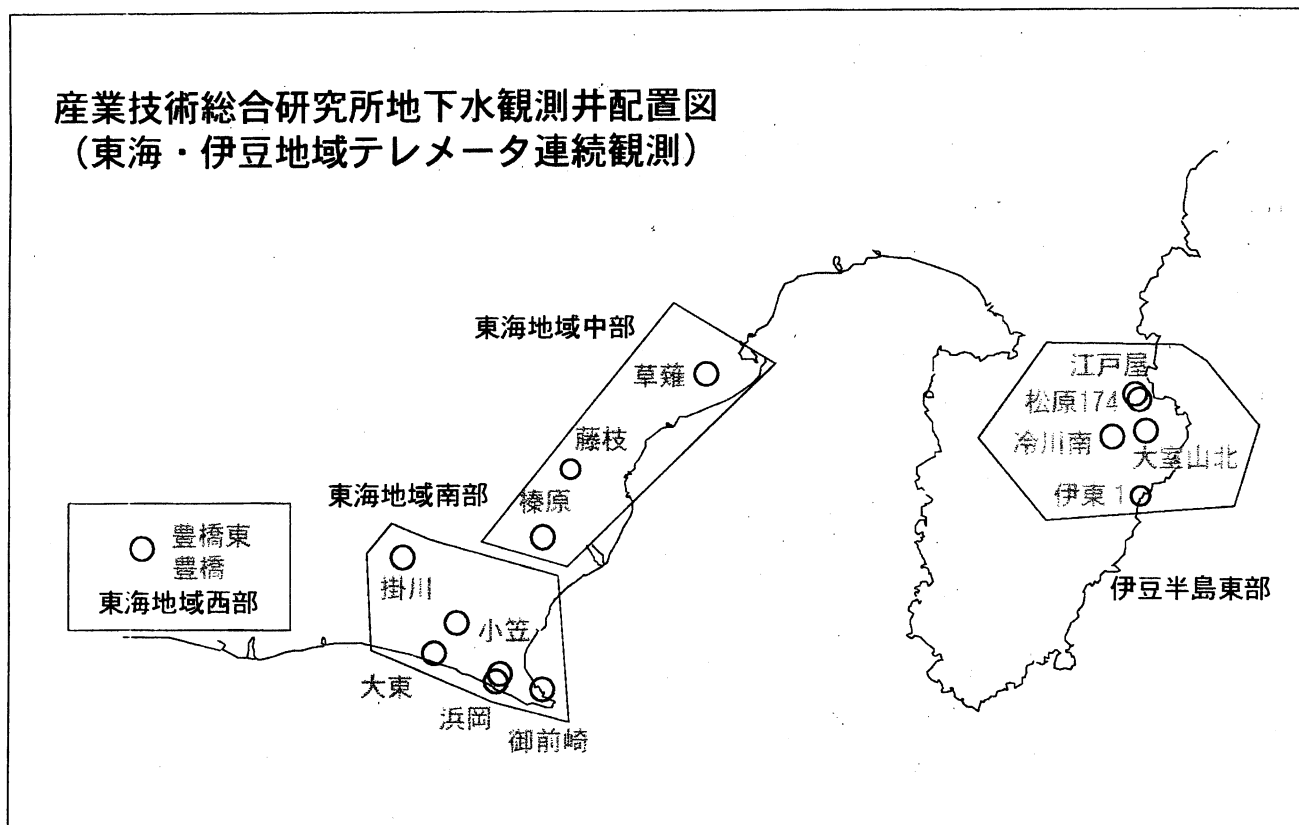 産業技術総合研究所地下水観測井配置図
（東海・伊豆地域テレメータ連続観測）
東海地域中部
草薙
藤枝
榛原
東海地域南部
掛川
小笠
大東
浜岡
御前崎
豊橋東
豊橋
東海地域西部
江戸屋
松原174
冷川南
大室山北
伊東1
伊豆半島東部